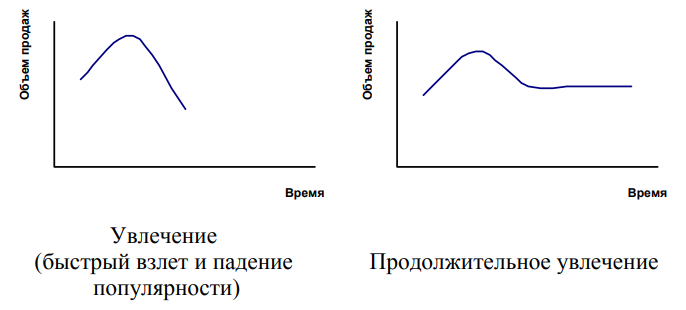 Объем продаж
Время
Увлечение
(быстрый взлет и падение
популярности)
Объем продаж
Время
Продолжительное увлечение